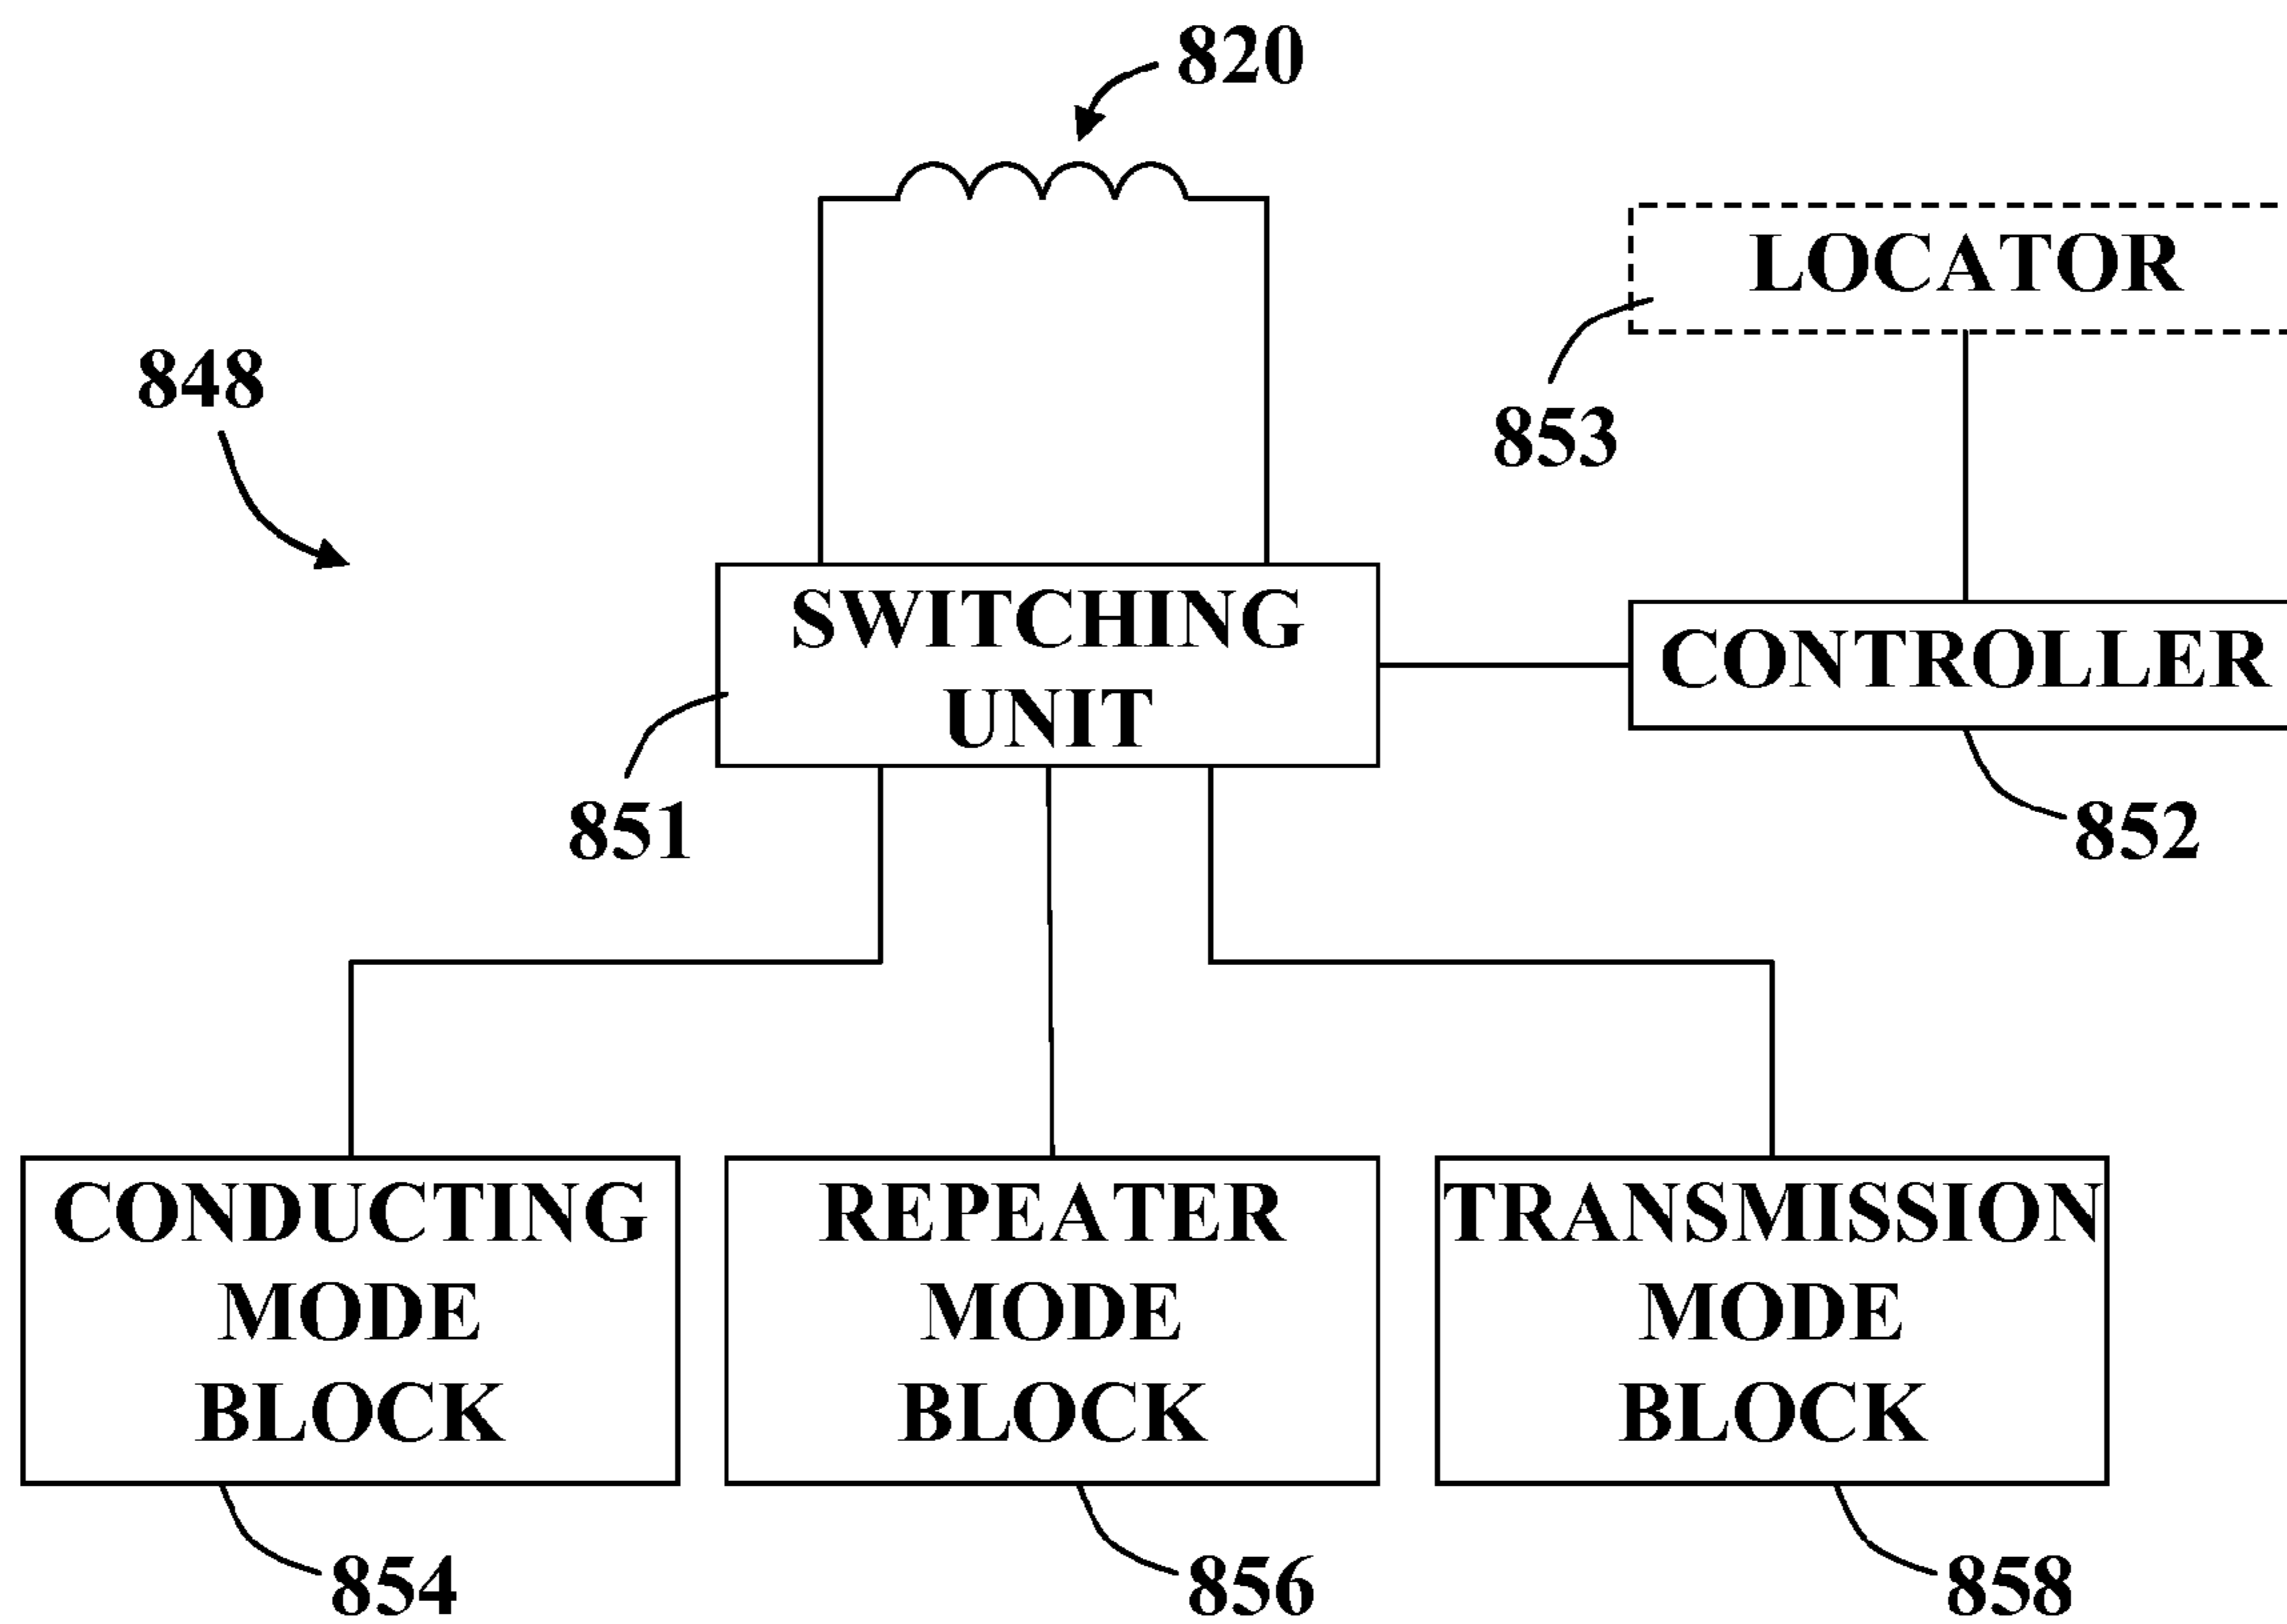 820
LOCATOR
848
853
SWITCHING
UNIT
CONTROLLER
851
852
CONDUCTING
MODE
BLOCK
REPEATER
MODE
BLOCK
TRANSMISSION
MODE
BLOCK
854
856
858